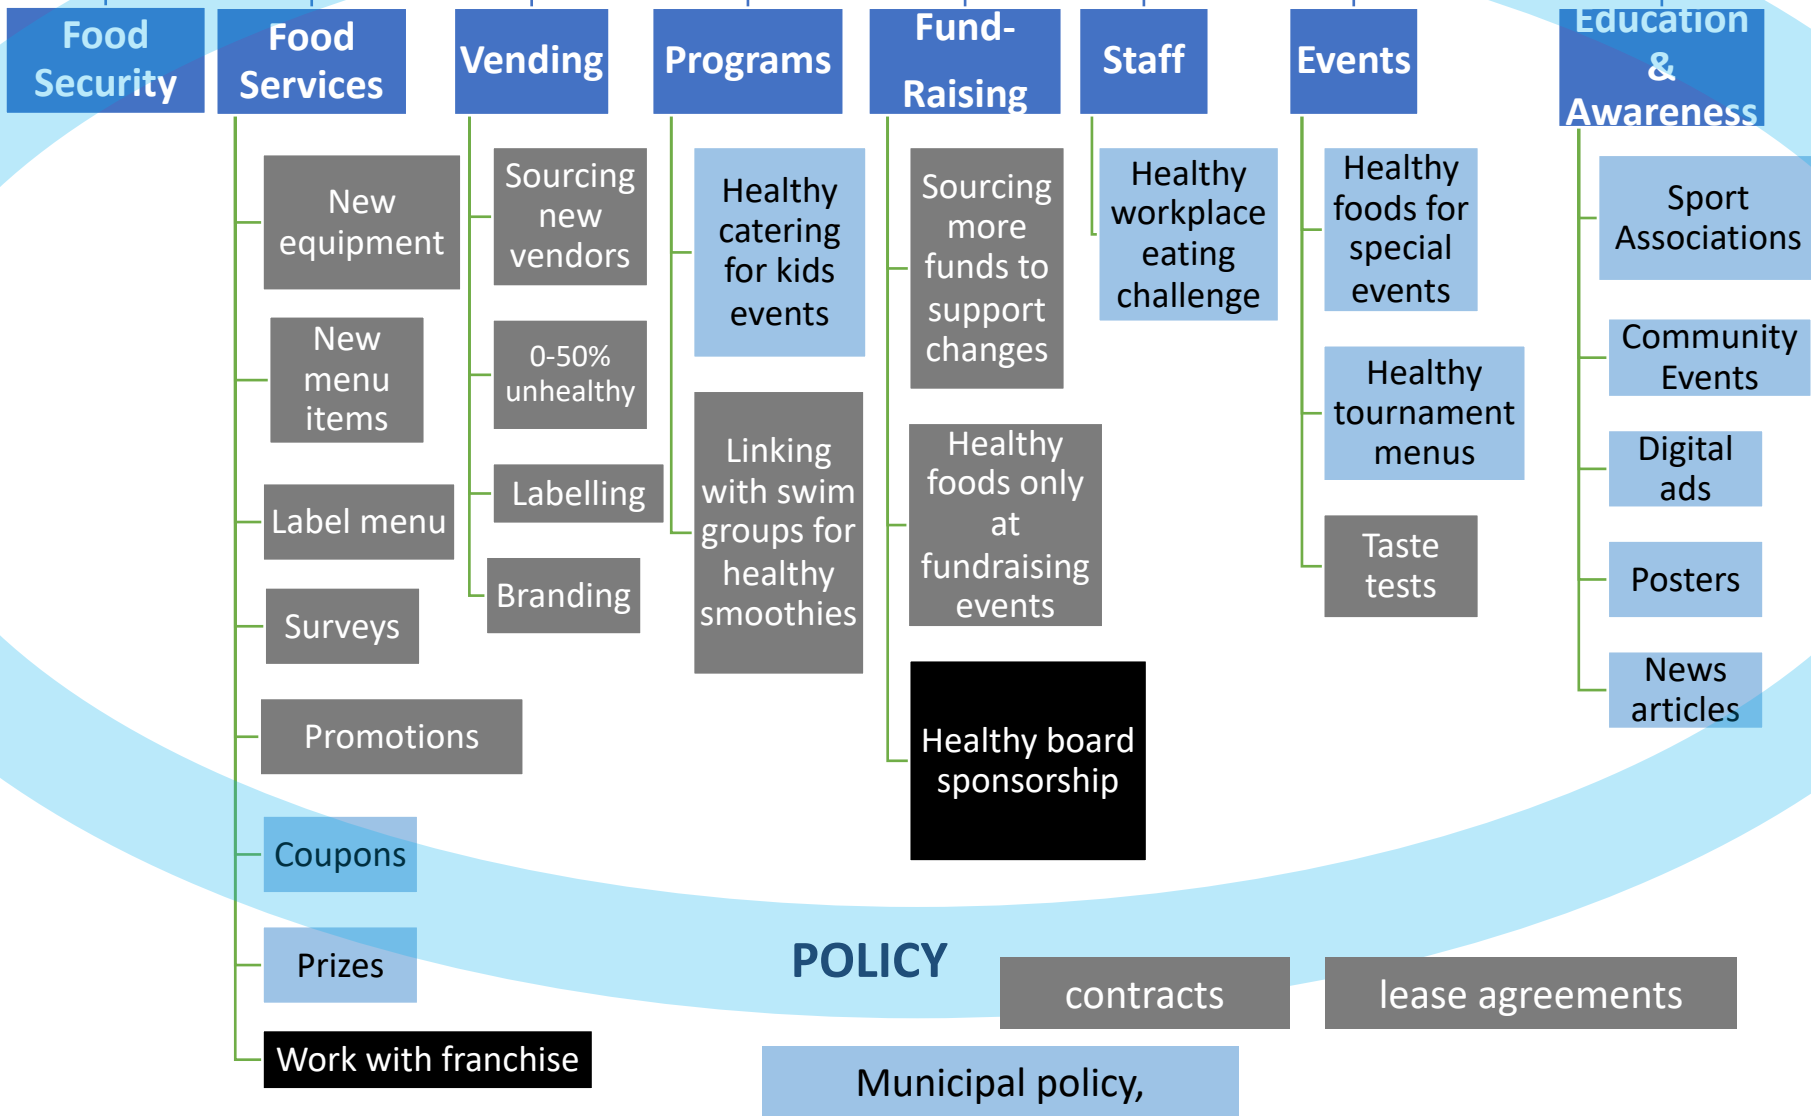 Food
Security
Food
Services
New
equipment
New
menu
items
Label menu
Surveys
Promotions
Coupons
Prizes
Work with franchise
Vending
Sourcing
new
vendors
0-50%
unhealthy
Labelling
Branding
Programs
Healthy
catering
for kids
events
Linking
with swim
groups for
healthy
smoothies
Fund-
Raising
Sourcing
more
funds to
support
changes
Healthy
foods only
at
fundraising
events
Healthy board
sponsorship
Staff
Healthy
workplace
eating
challenge
Events
Healthy
foods for
special
events
Healthy
tournament
menus
Taste
tests
Education
&
Awareness
Sport
Associations
Community
Events
Digital
ads
Posters
News
articles
POLICY
contracts
lease agreements
Municipal policy,